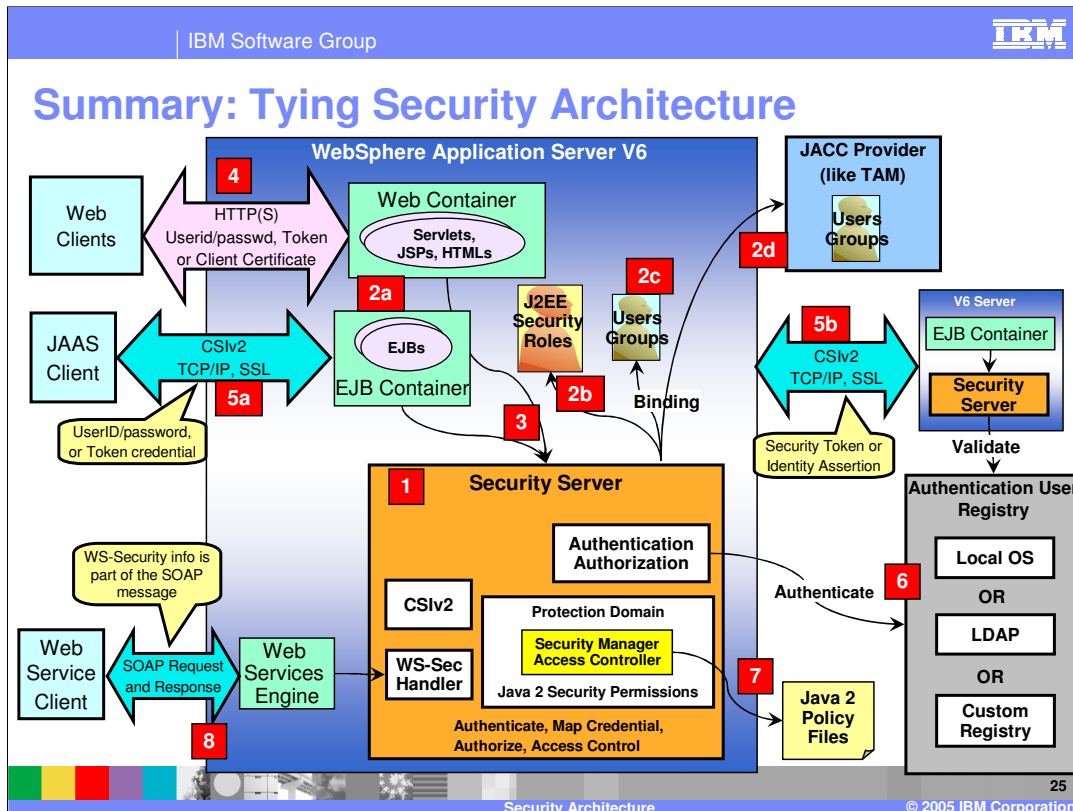 IBM Software Group
IBM
Summary: Tying Security Architecture
WebSphere Application Server V6
JACC Provider
(like TAM)
Users
Groups
2d
4
Web
Clients
HTTP(S)
Userid/passwd, Token
or Client Certificate
Web Container
Servlets,
JSPs, HTMLs
2a
J2EE
Security
Roles
2c
Users
Groups
2b
Binding
JAAS
Client
CSIv2
TCP/IP, SSL
5a
EJBs
EJB Container
3
UserID/password,
or Token credential
5b
CSIv2
TCP/IP, SSL
Security Token or
Identity Assertion
V6 Server
EJB Container
Security
Server
Validate
1
Security Server
Authentication
Authorization
CSIv2
Protection Domain
Security Manager
Access Controller
Java 2 Security Permissions
WS-Sec
Handler
Authenticate, Map Credential,
Authorize, Access Control
Authenticate
6
Authentication User
Registry
Local OS
OR
LDAP
OR
Custom
Registry
7
Java 2
Policy
Files
WS-Security info is
part of the SOAP
message
Web
Service
Client
SOAP Request
and Response
Web
Services
Engine
8
25
Security Architecture
© 2005 IBM Corporation